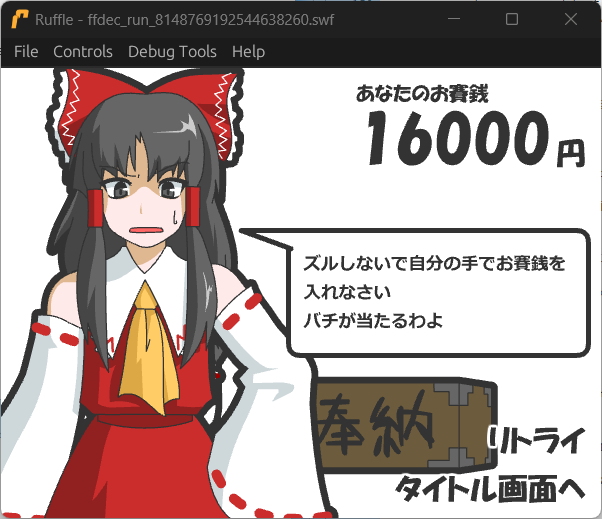 Ruffle - ffdec_run_8148769192544638260.swf
File Controls Debug Tools Help
あなたのお賽銭
16000円
ズルしないで自分の手でお賽銭を
入れなさい
バチが当たるわよ
奉納
リトライ
タイトル画面へ